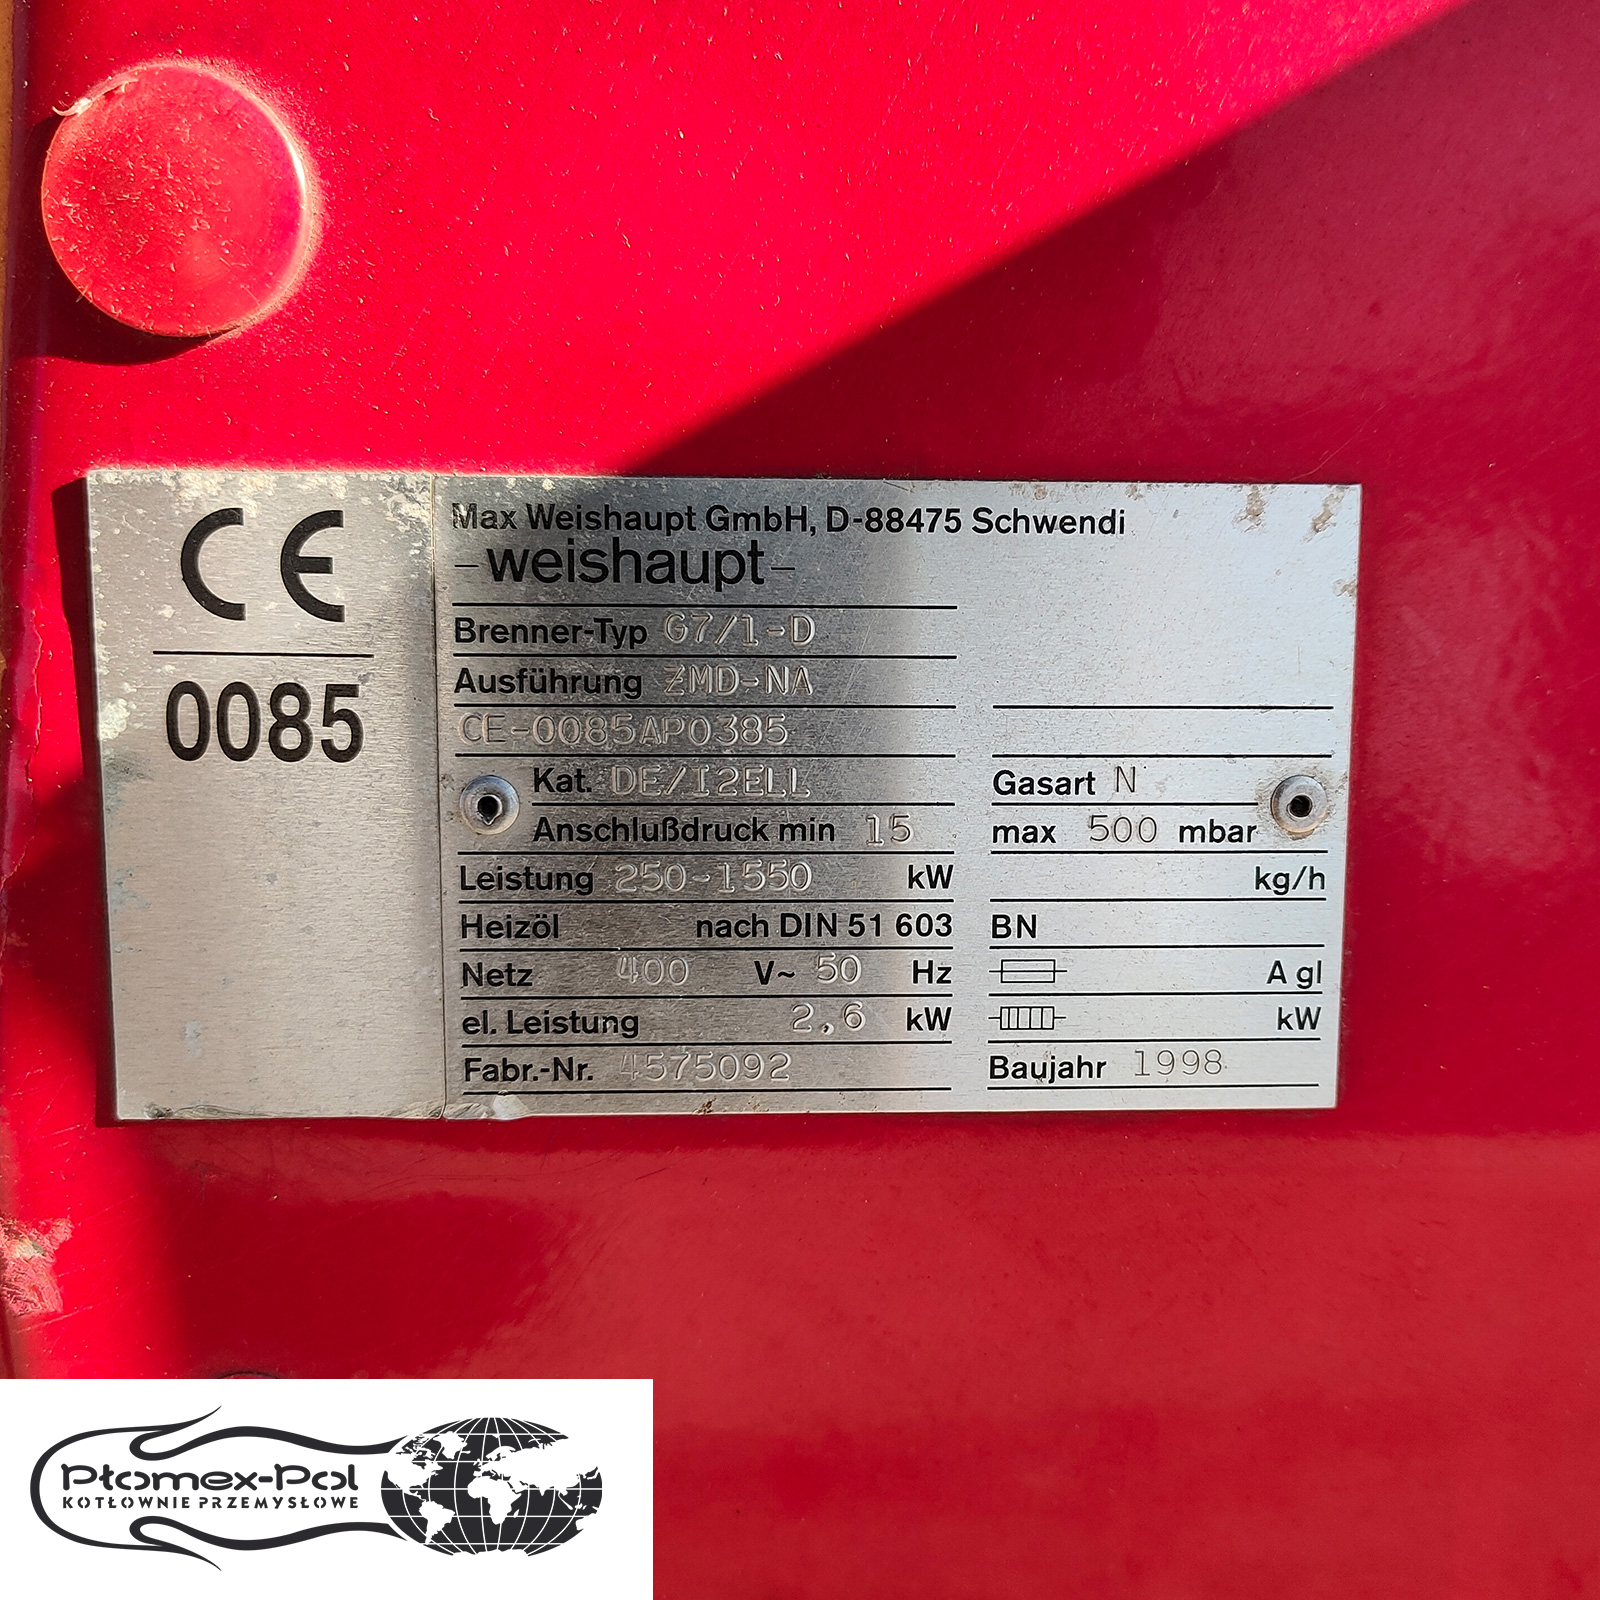 CE
0085
Max Weishaupt GmbH, D-88475 Schwendi
-weishaupt-
Brenner-Typ G7/1-D
Ausführung ZMD-NA
CE-0085AP0385
Kat. DE/I2ELL Gasart N
Anschlußdruck min 15 max 500 mbar
Leistung 250-1550 kW kg/h
Heizöl nach DIN 51 603 BN
Netz 400 V~ 50 Hz A gl
el. Leistung 2,6 kW kW
Fabr.-Nr. 4575092 Baujahr 1998
Płomex-Pol
KOTŁOWNIE PRZEMYSŁOWE